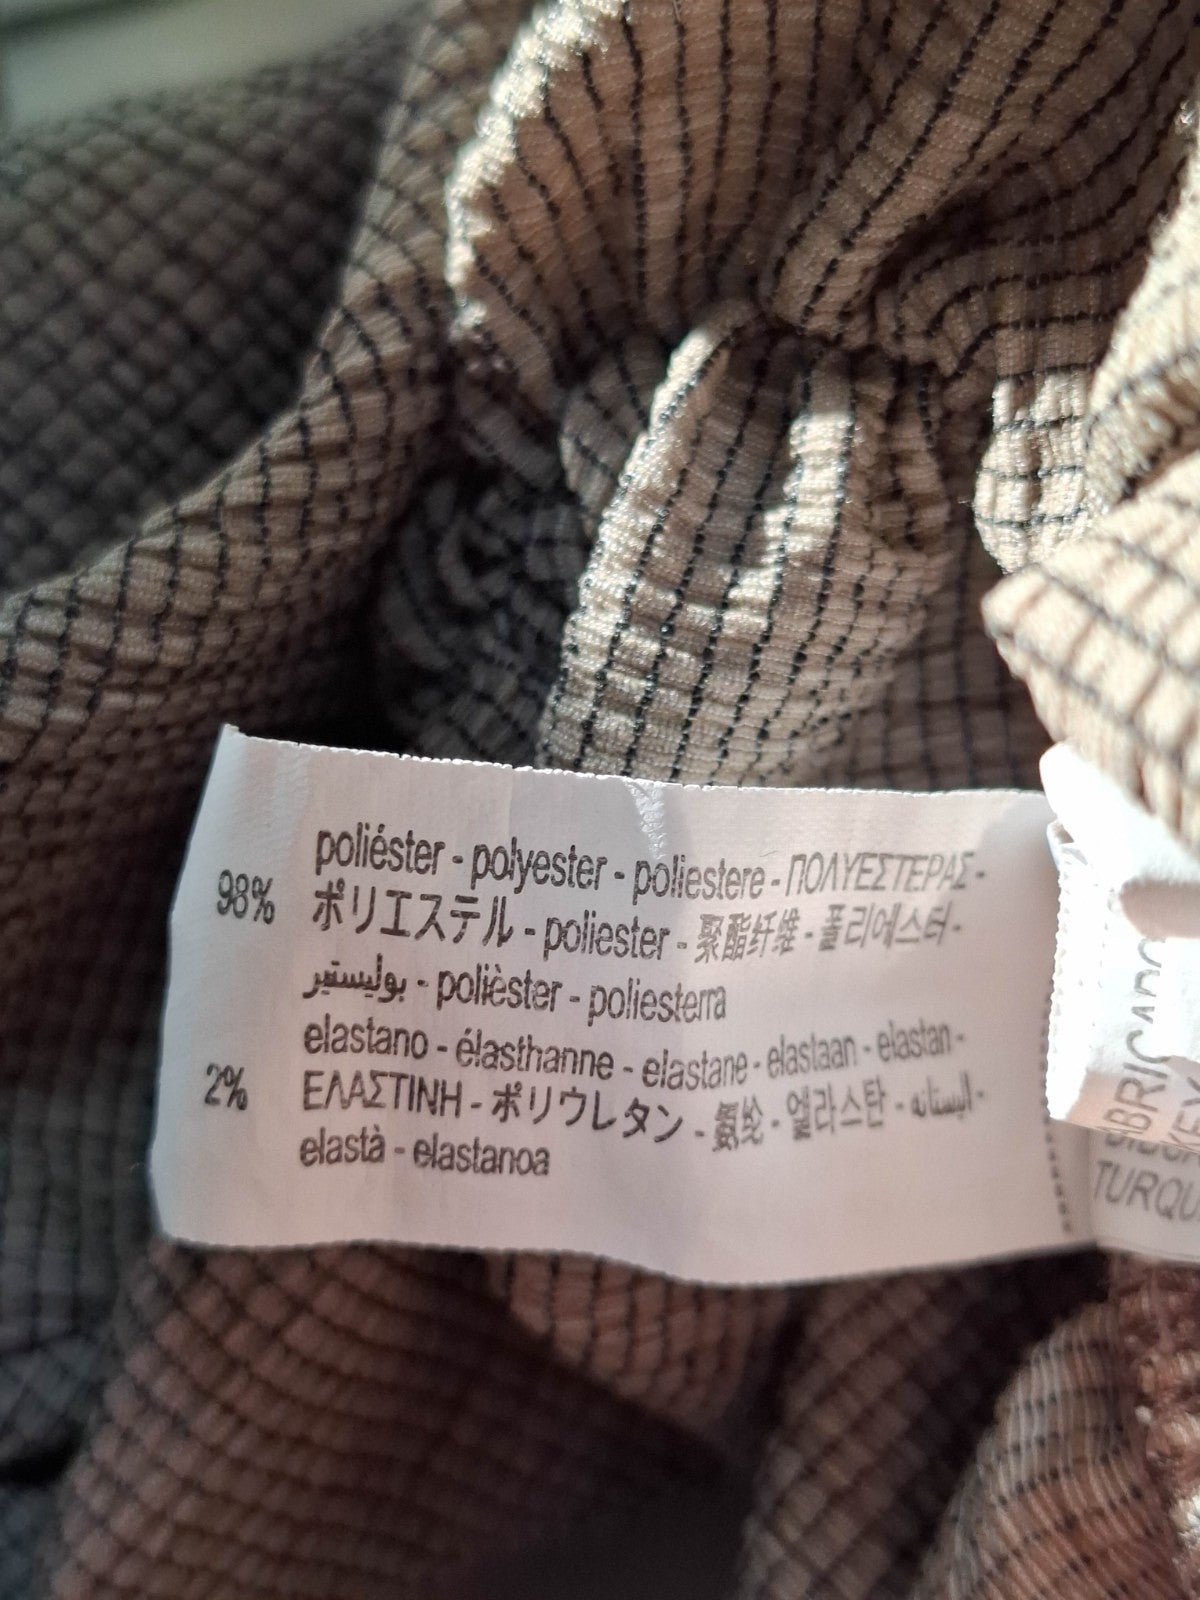 98%
poliéster - polyester - poliestere - ΠΟΛΥΕΣΤΕΡΑΣ -
ポリエステル - poliester - 聚酯纤维 - 폴리에스터 -
بوليستير - polièster - poliesterra
2%
elastano - élasthanne - elastane - elastaan - elastan -
ΕΛΑΣΤΙΝΗ - ポリウレタン - 氨纶 - 엘라스탄 - ايلستانه -
elastà - elastanoa